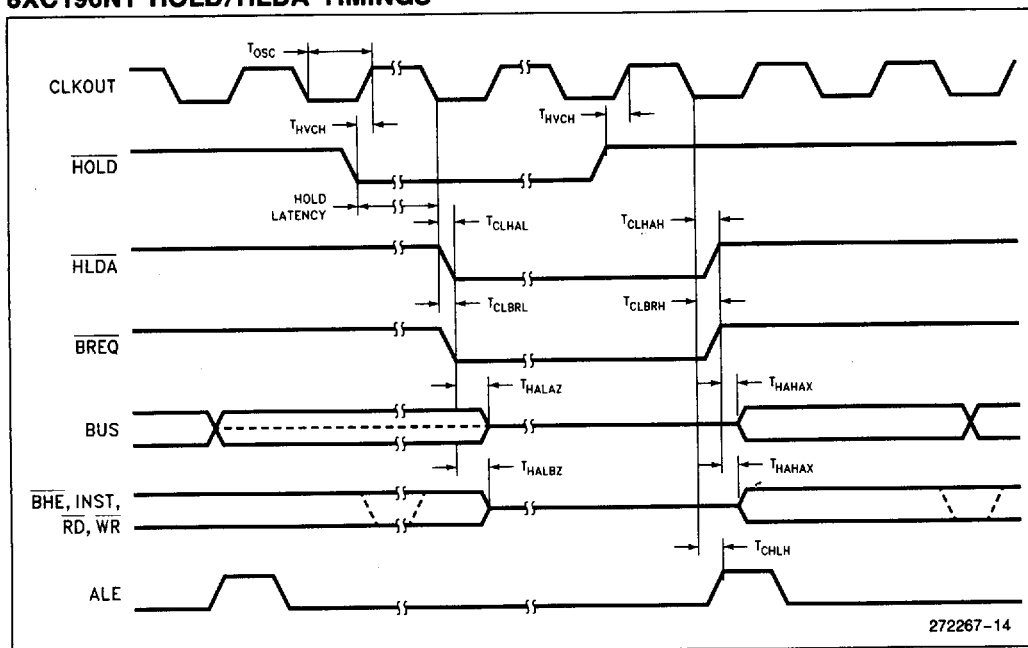 8XC196NT HOLD/HLDA TIMINGS
TOSC
CLKOUT
THVCH
THVCH
HOLD
HOLD
LATENCY
TCLHAL
TCLHAH
HLDA
TCLBRL
TCLBRH
BREQ
THALAZ
THAHAX
BUS
THALBZ
THAHAX
BHE, INST,
RD, WR
TCHLH
ALE
272267-14